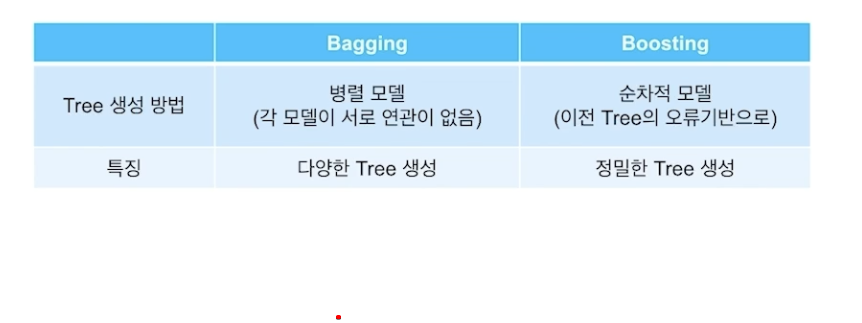 Bagging Boosting
Tree 생성 방법
병렬 모델
(각 모델이 서로 연관이 없음)
순차적 모델
(이전 Tree의 오류기반으로)
특징
다양한 Tree 생성
정밀한 Tree 생성